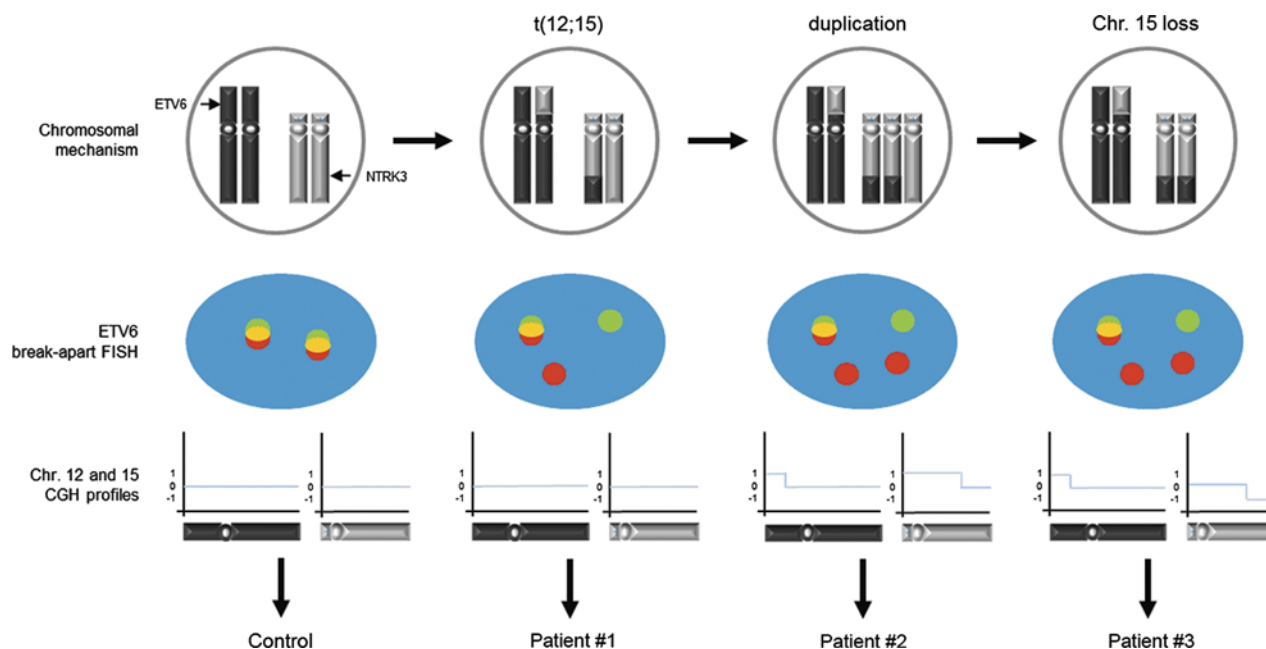 t(12;15)
duplication
Chr. 15 loss
ETV6
Chromosomal
mechanism
NTRK3
ETV6
break-apart FISH
Chr. 12 and 15
CGH profiles
1
0
-1
1
0
-1
1
0
-1
1
0
-1
1
0
-1
1
0
-1
1
0
-1
1
0
-1
Control
Patient #1
Patient #2
Patient #3